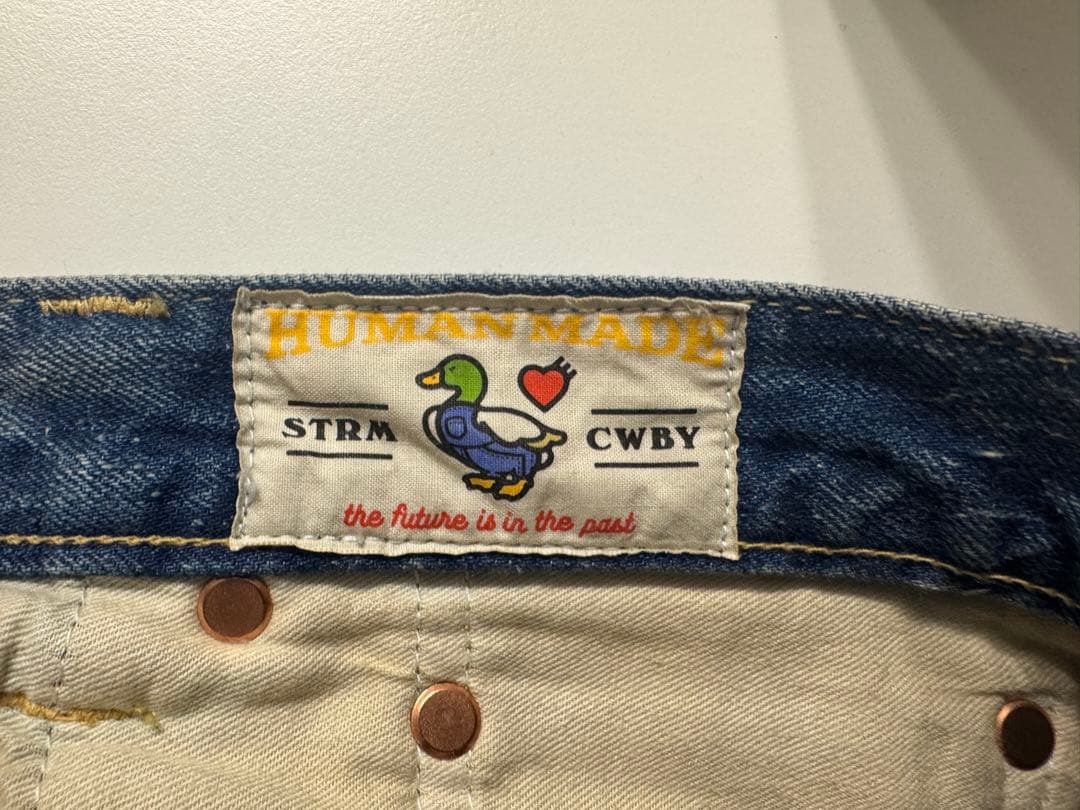 HUMAN MADE
STRM
CWBY
the future is in the past